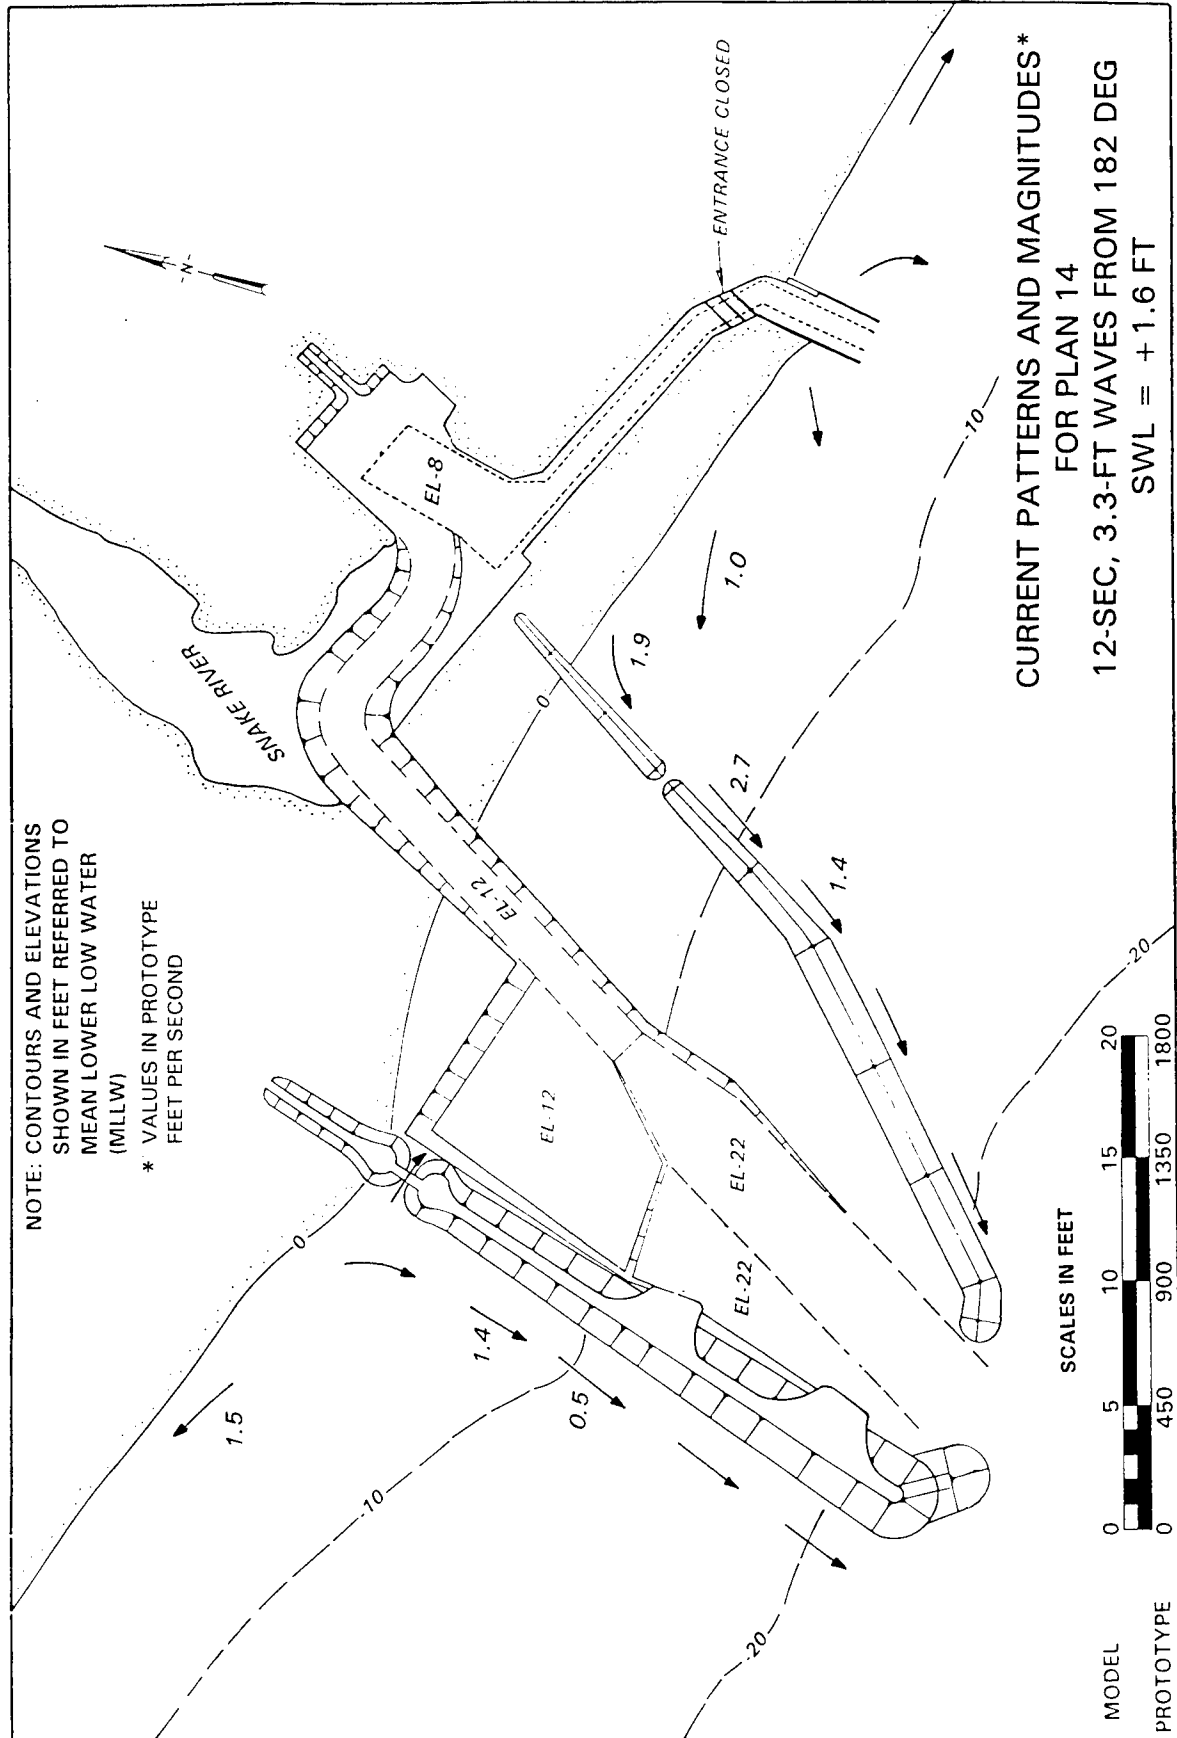 NOTE: CONTOURS AND ELEVATIONS
SHOWN IN FEET REFERRED TO
MEAN LOWER LOW WATER
(MLLW)
* VALUES IN PROTOTYPE
FEET PER SECOND
N
SNAKE RIVER
EL-8
ENTRANCE CLOSED
EL-12
EL-12
EL-22
EL-22
0
0
-10
-10
-20
-20
1.5
1.4
0.5
1.4
2.7
1.9
1.0
SCALES IN FEET
MODEL 0 5 10 15 20
PROTOTYPE 0 450 900 1350 1800
CURRENT PATTERNS AND MAGNITUDES*
FOR PLAN 14
12-SEC, 3.3-FT WAVES FROM 182 DEG
SWL = +1.6 FT